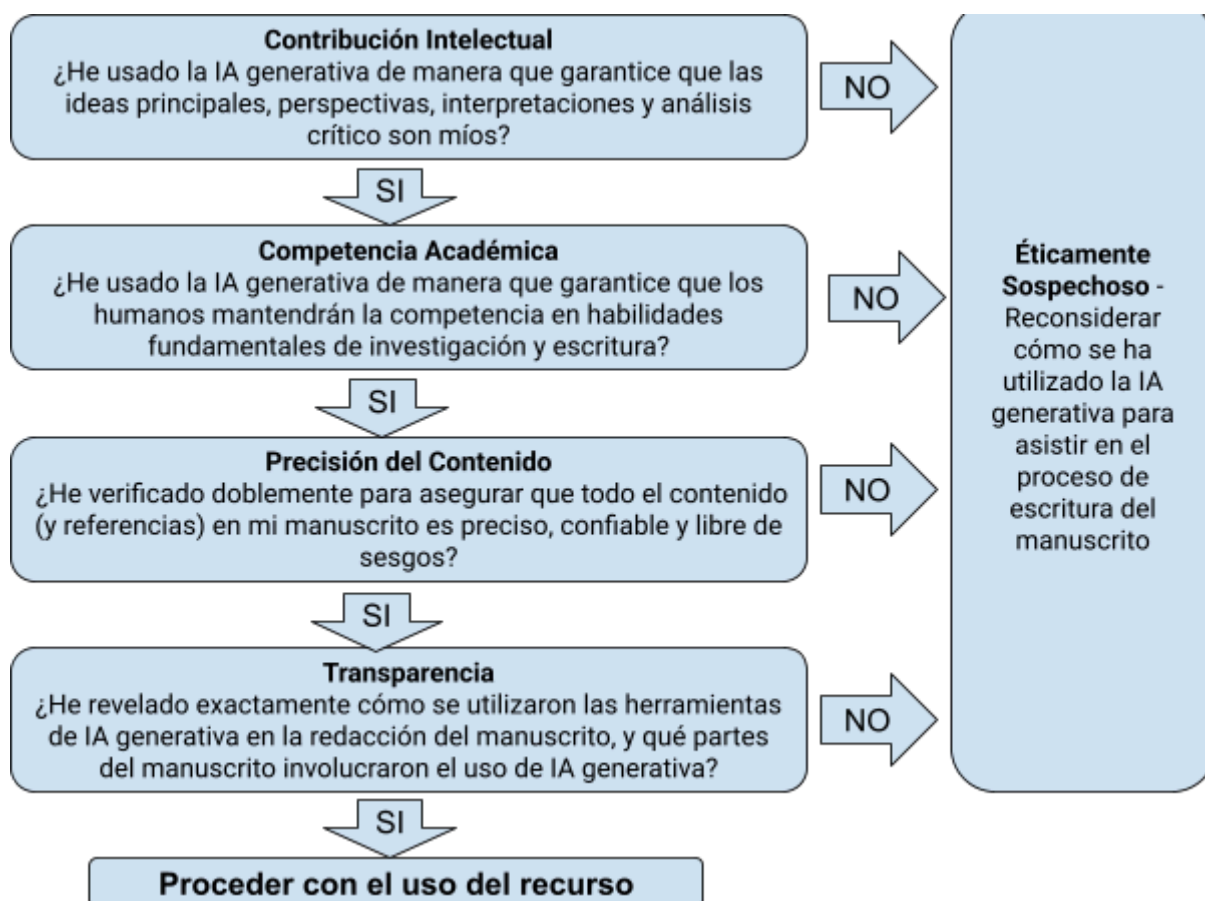 Contribución Intelectual
¿He usado la IA generativa de manera que garantice que las
ideas principales, perspectivas, interpretaciones y análisis
crítico son míos?
NO
SI
Competencia Académica
¿He usado la IA generativa de manera que garantice que los
humanos mantendrán la competencia en habilidades
fundamentales de investigación y escritura?
NO
SI
Precisión del Contenido
¿He verificado doblemente para asegurar que todo el contenido
(y referencias) en mi manuscrito es preciso, confiable y libre de
sesgos?
NO
SI
Transparencia
¿He revelado exactamente cómo se utilizaron las herramientas
de IA generativa en la redacción del manuscrito, y qué partes
del manuscrito involucraron el uso de IA generativa?
NO
SI
Proceder con el uso del recurso
Éticamente
Sospechoso -
Reconsiderar
cómo se ha
utilizado la IA
generativa para
asistir en el
proceso de
escritura del
manuscrito